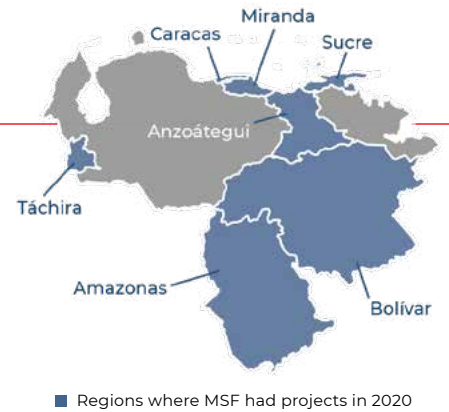 Miranda
Caracas
Sucre
Anzoátegui
Táchira
Amazonas
Bolívar
Regions where MSF had projects in 2020